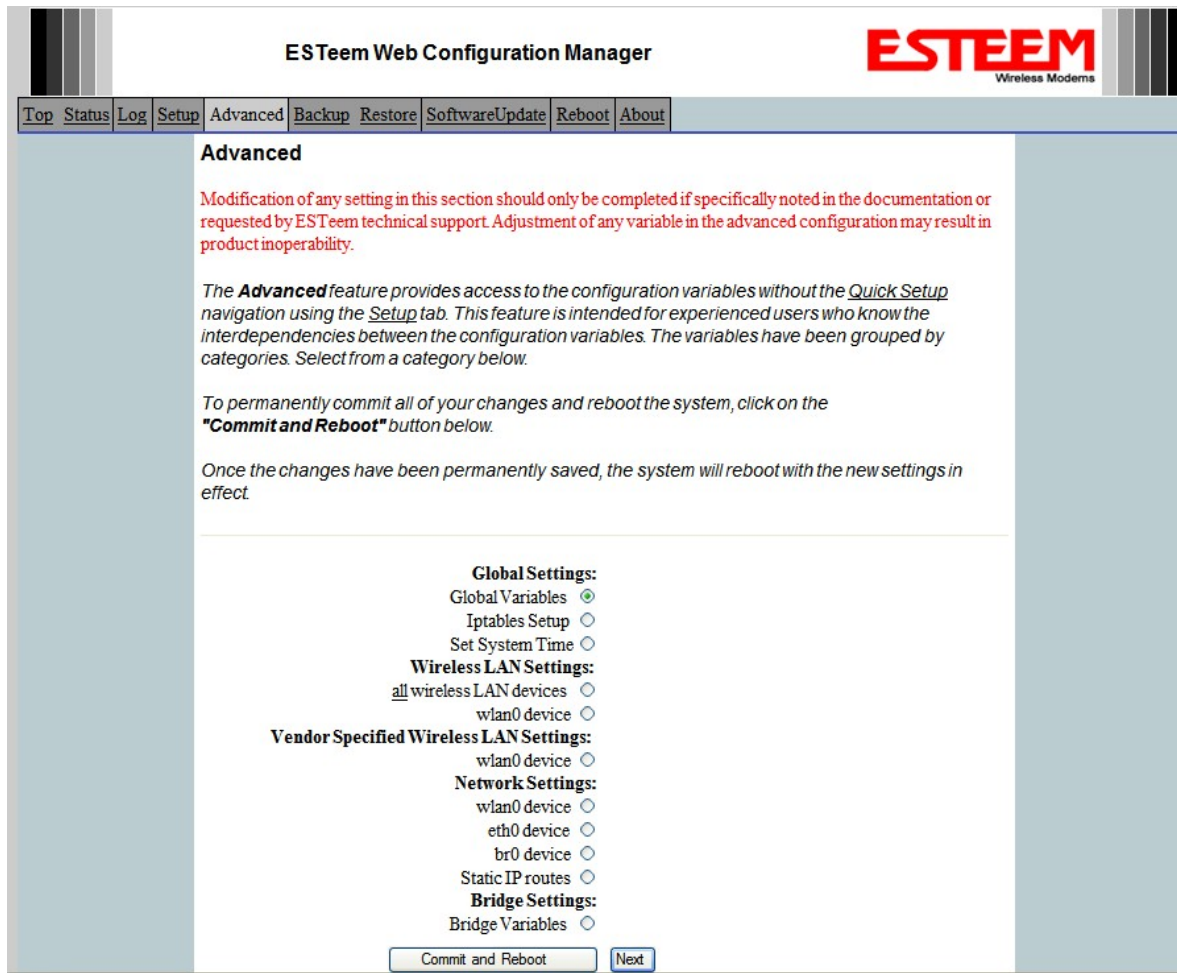 ESTeem Web Configuration Manager
ESTEEM
Wireless Modems
Top Status Log Setup Advanced Backup Restore SoftwareUpdate Reboot About
Advanced
Modification of any setting in this section should only be completed if specifically noted in the documentation or
requested by ESTeem technical support. Adjustment of any variable in the advanced configuration may result in
product inoperability.
The Advanced feature provides access to the configuration variables without the Quick Setup
navigation using the Setup tab. This feature is intended for experienced users who know the
interdependencies between the configuration variables. The variables have been grouped by
categories. Select from a category below.
To permanently commit all of your changes and reboot the system, click on the
"Commit and Reboot" button below.
Once the changes have been permanently saved, the system will reboot with the new settings in
effect.
Global Settings:
Global Variables
Iptables Setup
Set System Time
Wireless LAN Settings:
all wireless LAN devices
wlan0 device
Vendor Specified Wireless LAN Settings:
wlan0 device
Network Settings:
wlan0 device
eth0 device
br0 device
Static IP routes
Bridge Settings:
Bridge Variables
Commit and Reboot Next